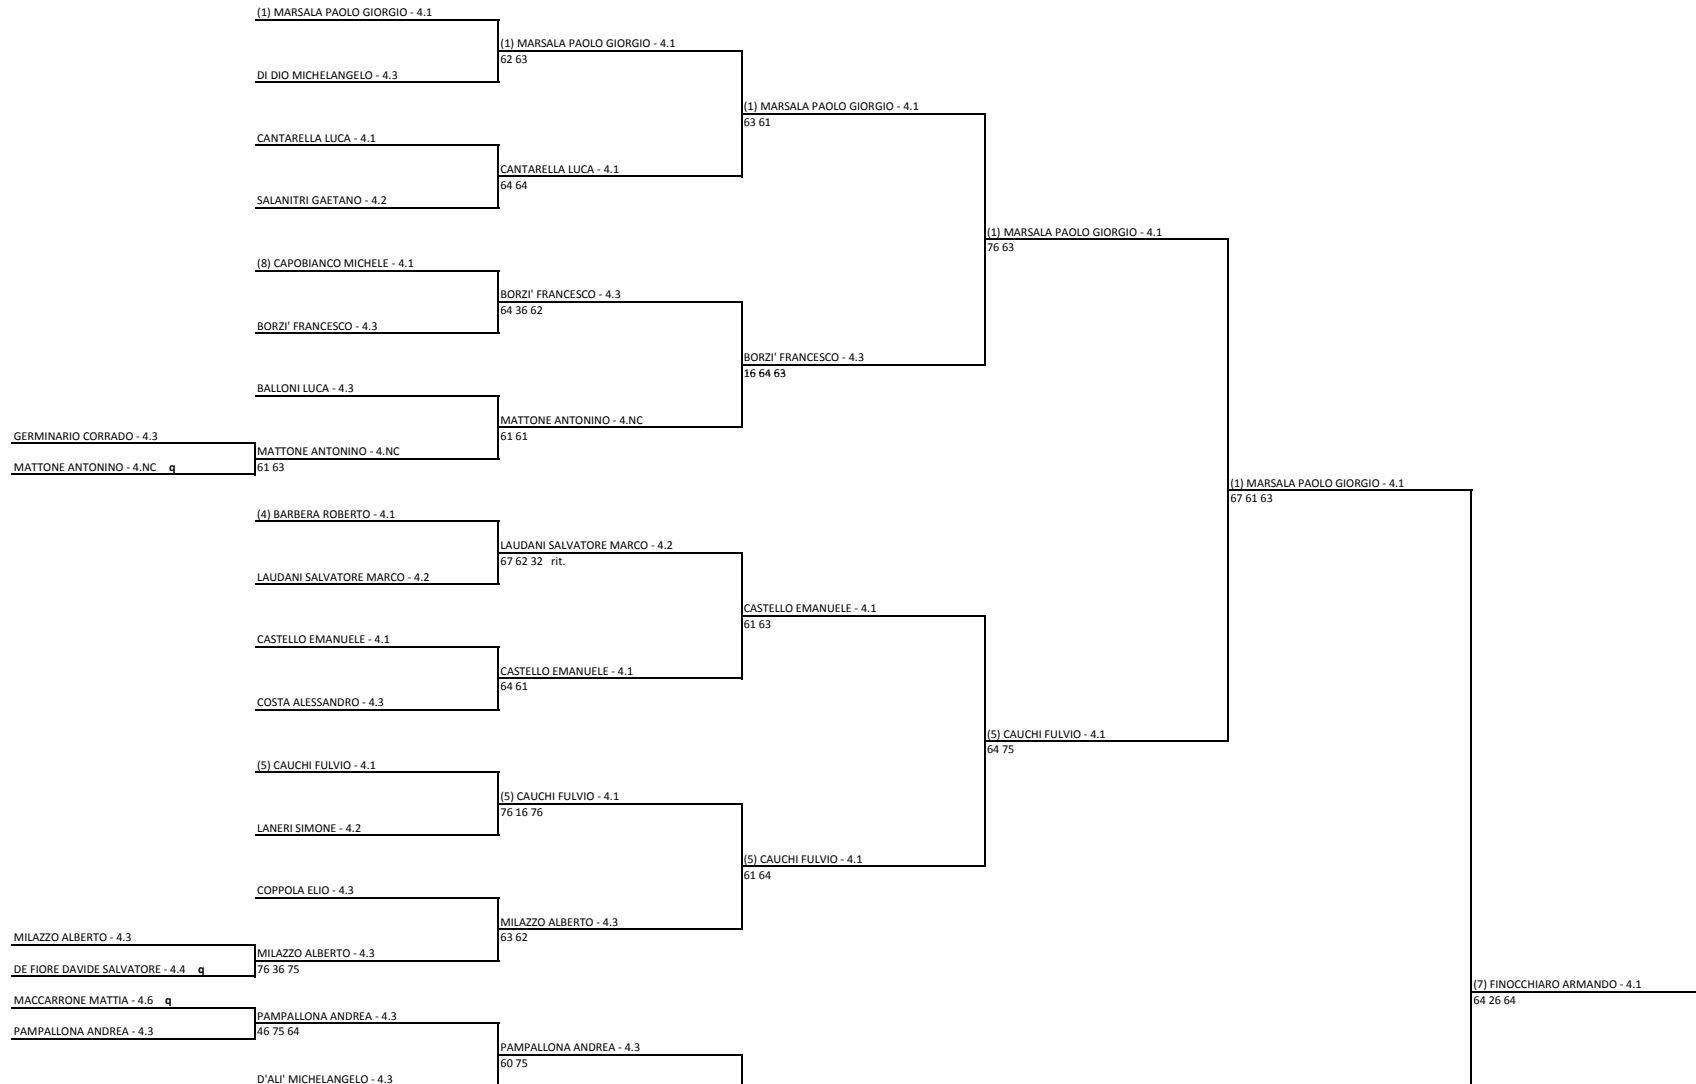 (1) MARSALA PAOLO GIORGIO - 4.1
(1) MARSALA PAOLO GIORGIO - 4.1
62 63
DI DIO MICHELANGELO - 4.3
(1) MARSALA PAOLO GIORGIO - 4.1
63 61
CANTARELLA LUCA - 4.1
CANTARELLA LUCA - 4.1
64 64
SALANITRI GAETANO - 4.2
(1) MARSALA PAOLO GIORGIO - 4.1
76 63
(8) CAPOBIANCO MICHELE - 4.1
BORZI' FRANCESCO - 4.3
64 36 62
BORZI' FRANCESCO - 4.3
BORZI' FRANCESCO - 4.3
16 64 63
BALLONI LUCA - 4.3
MATTONE ANTONINO - 4.NC
61 61
GERMINARIO CORRADO - 4.3
MATTONE ANTONINO - 4.NC
61 63
MATTONE ANTONINO - 4.NC q
(1) MARSALA PAOLO GIORGIO - 4.1
67 61 63
(4) BARBERA ROBERTO - 4.1
LAUDANI SALVATORE MARCO - 4.2
67 62 32 rit.
LAUDANI SALVATORE MARCO - 4.2
CASTELLO EMANUELE - 4.1
61 63
CASTELLO EMANUELE - 4.1
CASTELLO EMANUELE - 4.1
64 61
COSTA ALESSANDRO - 4.3
(5) CAUCHI FULVIO - 4.1
64 75
(5) CAUCHI FULVIO - 4.1
(5) CAUCHI FULVIO - 4.1
76 16 76
LANERI SIMONE - 4.2
(5) CAUCHI FULVIO - 4.1
61 64
COPPOLA ELIO - 4.3
MILAZZO ALBERTO - 4.3
63 62
MILAZZO ALBERTO - 4.3
MILAZZO ALBERTO - 4.3
76 36 75
DE FIORE DAVIDE SALVATORE - 4.4 q
(7) FINOCCHIARO ARMANDO - 4.1
64 26 64
MACCARRONE MATTIA - 4.6 q
PAMPALLONA ANDREA - 4.3
46 75 64
PAMPALLONA ANDREA - 4.3
PAMPALLONA ANDREA - 4.3
60 75
D'ALI' MICHELANGELO - 4.3